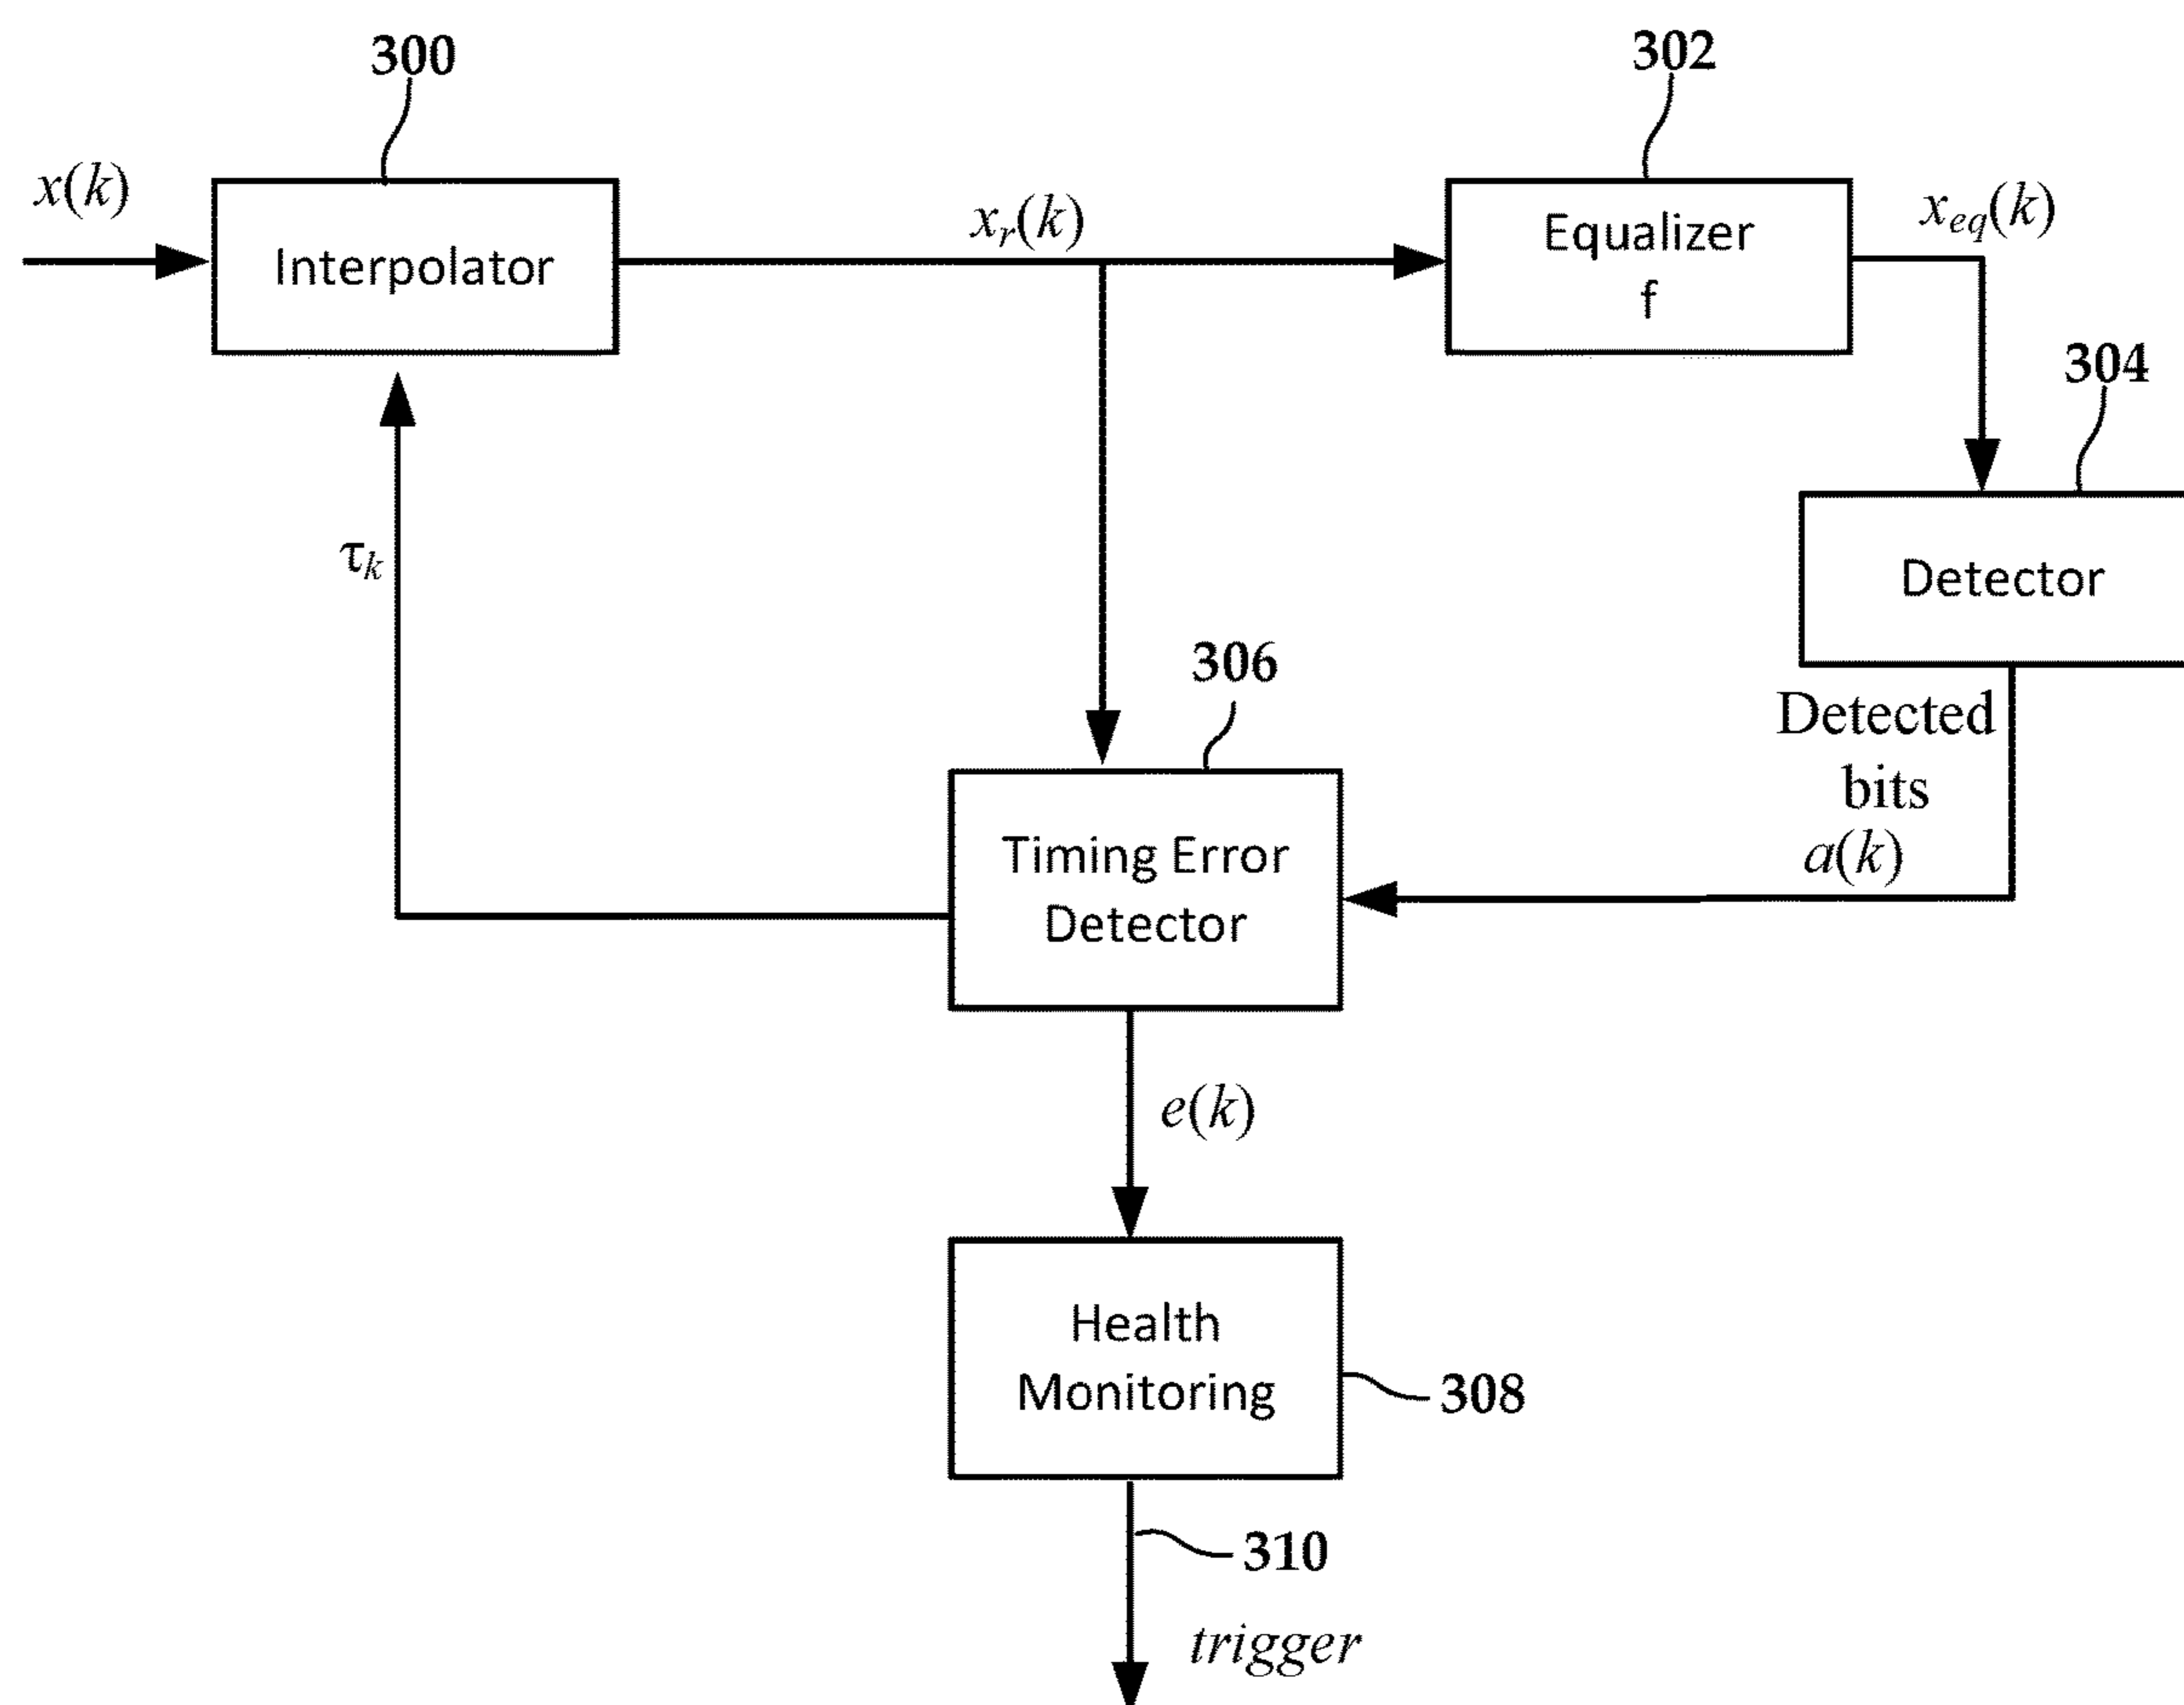 300
302
x(k)
Interpolator
x_r(k)
Equalizer
f
x_eq(k)
304
Detector
τ_k
306
Detected
bits
a(k)
Timing Error
Detector
e(k)
Health
Monitoring
308
310
trigger